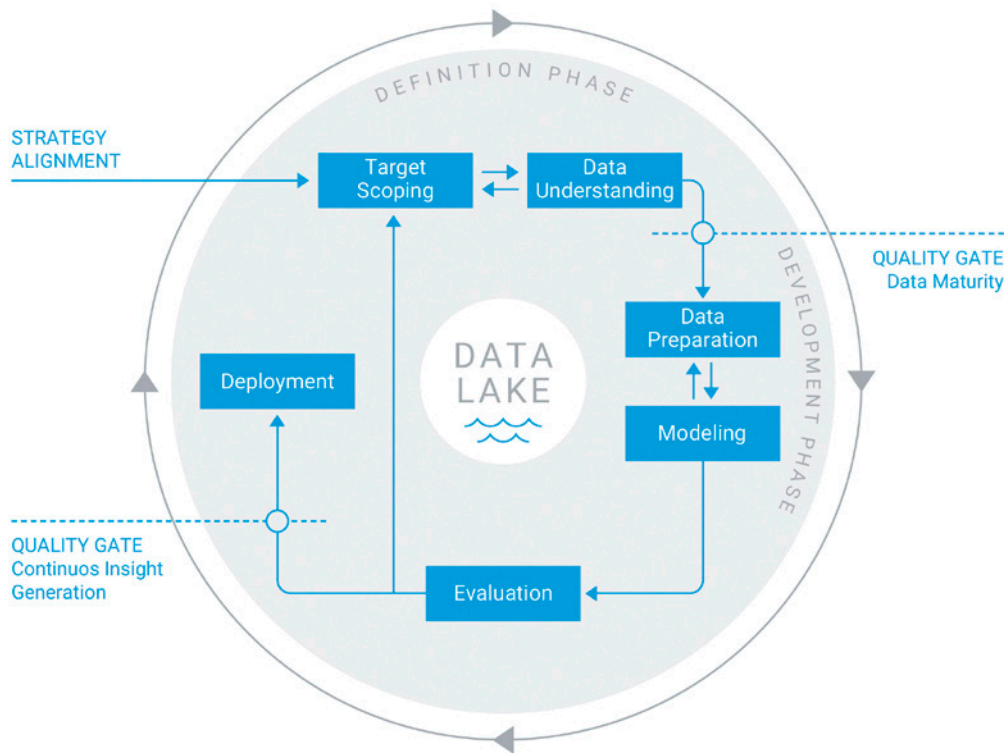 DEFINITION PHASE
STRATEGY
ALIGNMENT
Target
Scoping
Data
Understanding
QUALITY GATE
Data Maturity
DEVELOPMENT PHASE
Data
Preparation
DATA
LAKE
Deployment
Modeling
QUALITY GATE
Continuos Insight
Generation
Evaluation